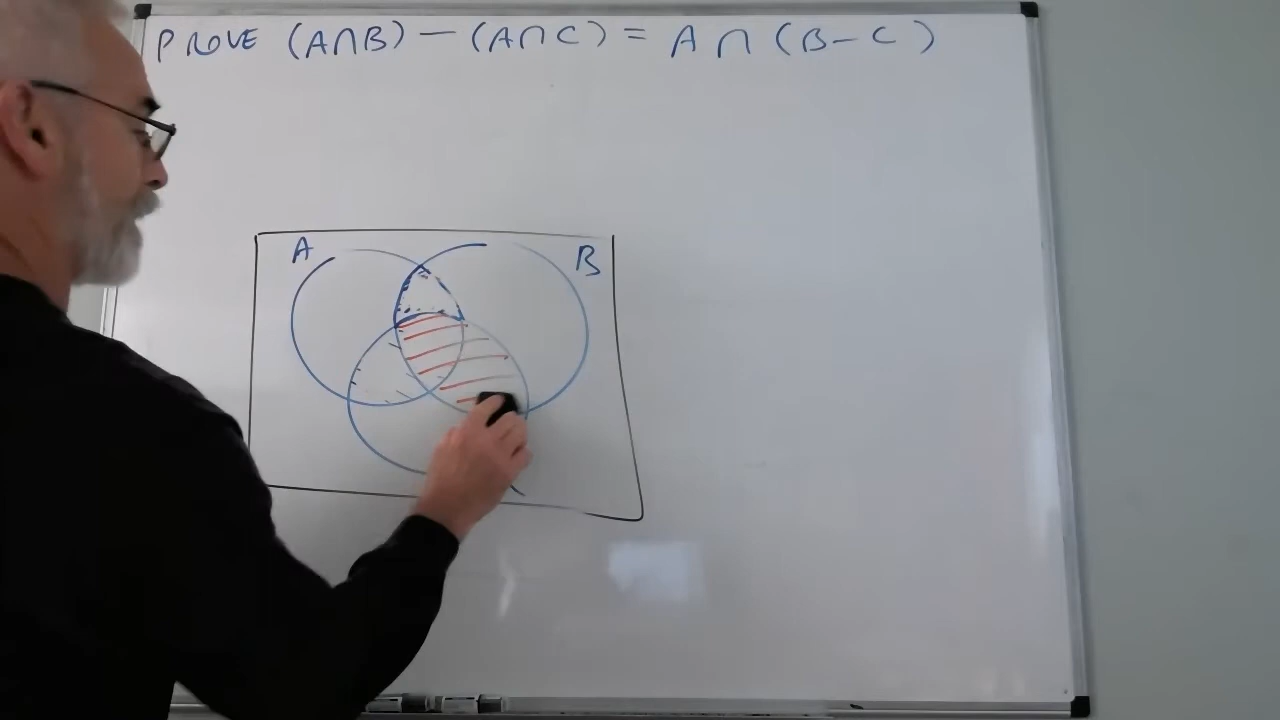 PROVE (A∩B) — (A∩C) = A ∩ (B – C)
A B